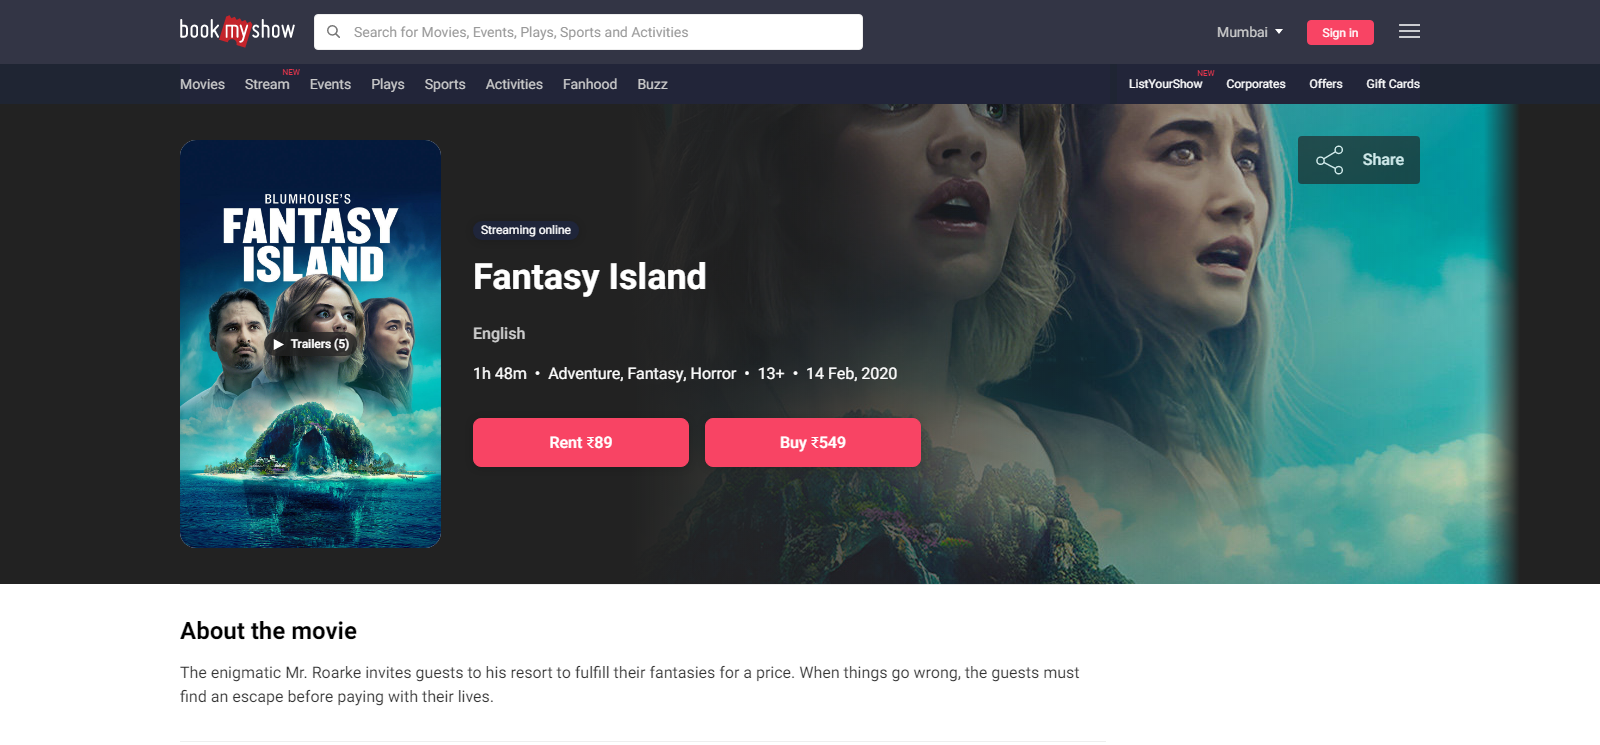 book my show
Search for Movies, Events, Plays, Sports and Activities
Mumbai
Sign in
Movies
Stream
NEW
Events
Plays
Sports
Activities
Fanhood
Buzz
ListYourShow
NEW
Corporates
Offers
Gift Cards
BLUMHOUSE'S
FANTASY
ISLAND
Trailers (5)
Share
Streaming online
Fantasy Island
English
1h 48m • Adventure, Fantasy, Horror • 13+ • 14 Feb, 2020
Rent ₹89
Buy ₹549
About the movie
The enigmatic Mr. Roarke invites guests to his resort to fulfill their fantasies for a price. When things go wrong, the guests must
find an escape before paying with their lives.